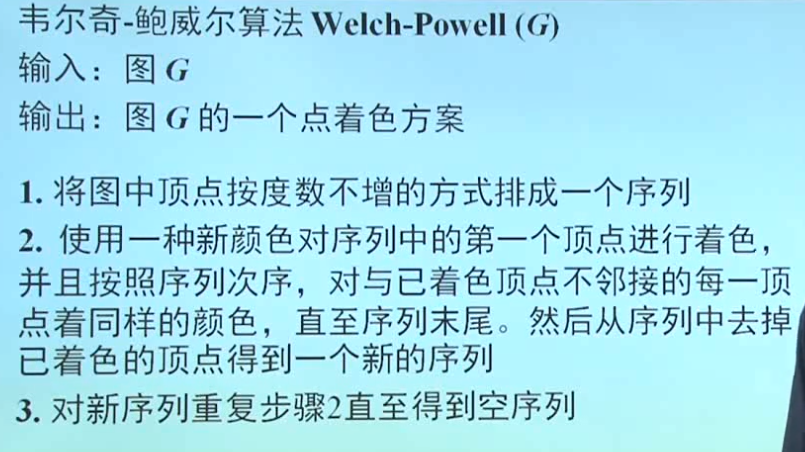 韦尔奇-鲍威尔算法 Welch-Powell (G)
输入：图 G
输出：图 G 的一个点着色方案
1. 将图中顶点按度数不增的方式排成一个序列
2. 使用一种新颜色对序列中的第一个顶点进行着色，
并且按照序列次序，对与已着色顶点不邻接的每一顶
点着同样的颜色，直至序列末尾。然后从序列中去掉
已着色的顶点得到一个新的序列
3. 对新序列重复步骤2直至得到空序列